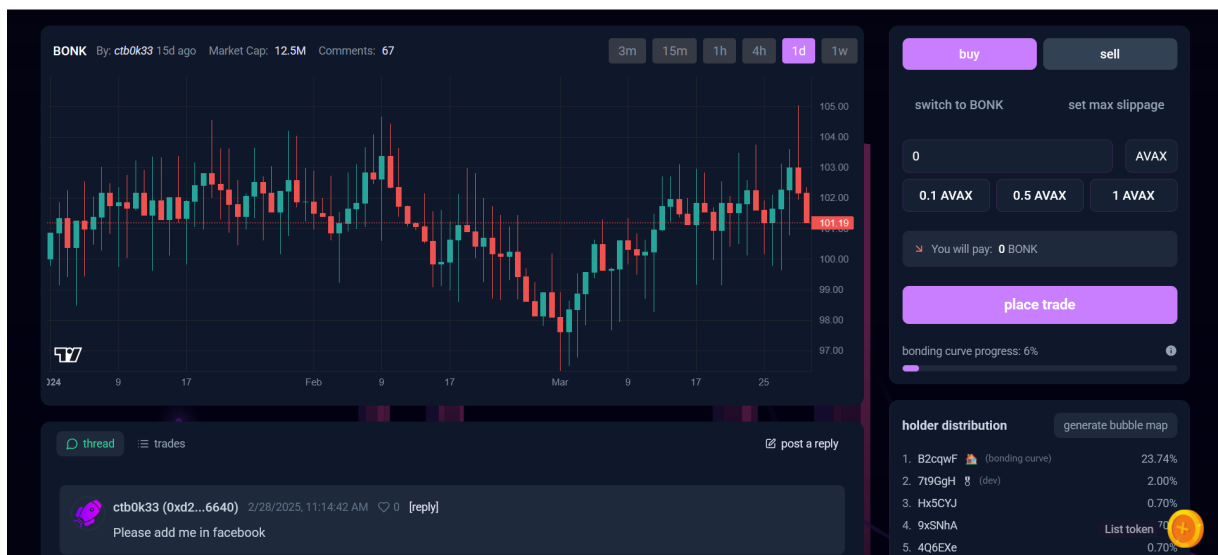 BONK By: ctb0k33 15d ago Market Cap: 12.5M Comments: 67
3m 15m 1h 4h 1d 1w
105.00
104.00
103.00
102.00
101.19
101.00
100.00
99.00
98.00
97.00
2024 9 17 Feb 9 17 Mar 9 17 25
buy sell
switch to BONK set max slippage
0 AVAX
0.1 AVAX 0.5 AVAX 1 AVAX
You will pay: 0 BONK
place trade
bonding curve progress: 6%
thread trades post a reply
ctb0k33 (0xd2...6640) 2/28/2025, 11:14:42 AM 0 [reply]
Please add me in facebook
holder distribution generate bubble map
1. B2cqwF (bonding curve) 23.74%
2. 7t9GgH (dev) 2.00%
3. Hx5CYJ 0.70%
4. 9xSNhA
List token
5. 4Q6EXe 0.70%